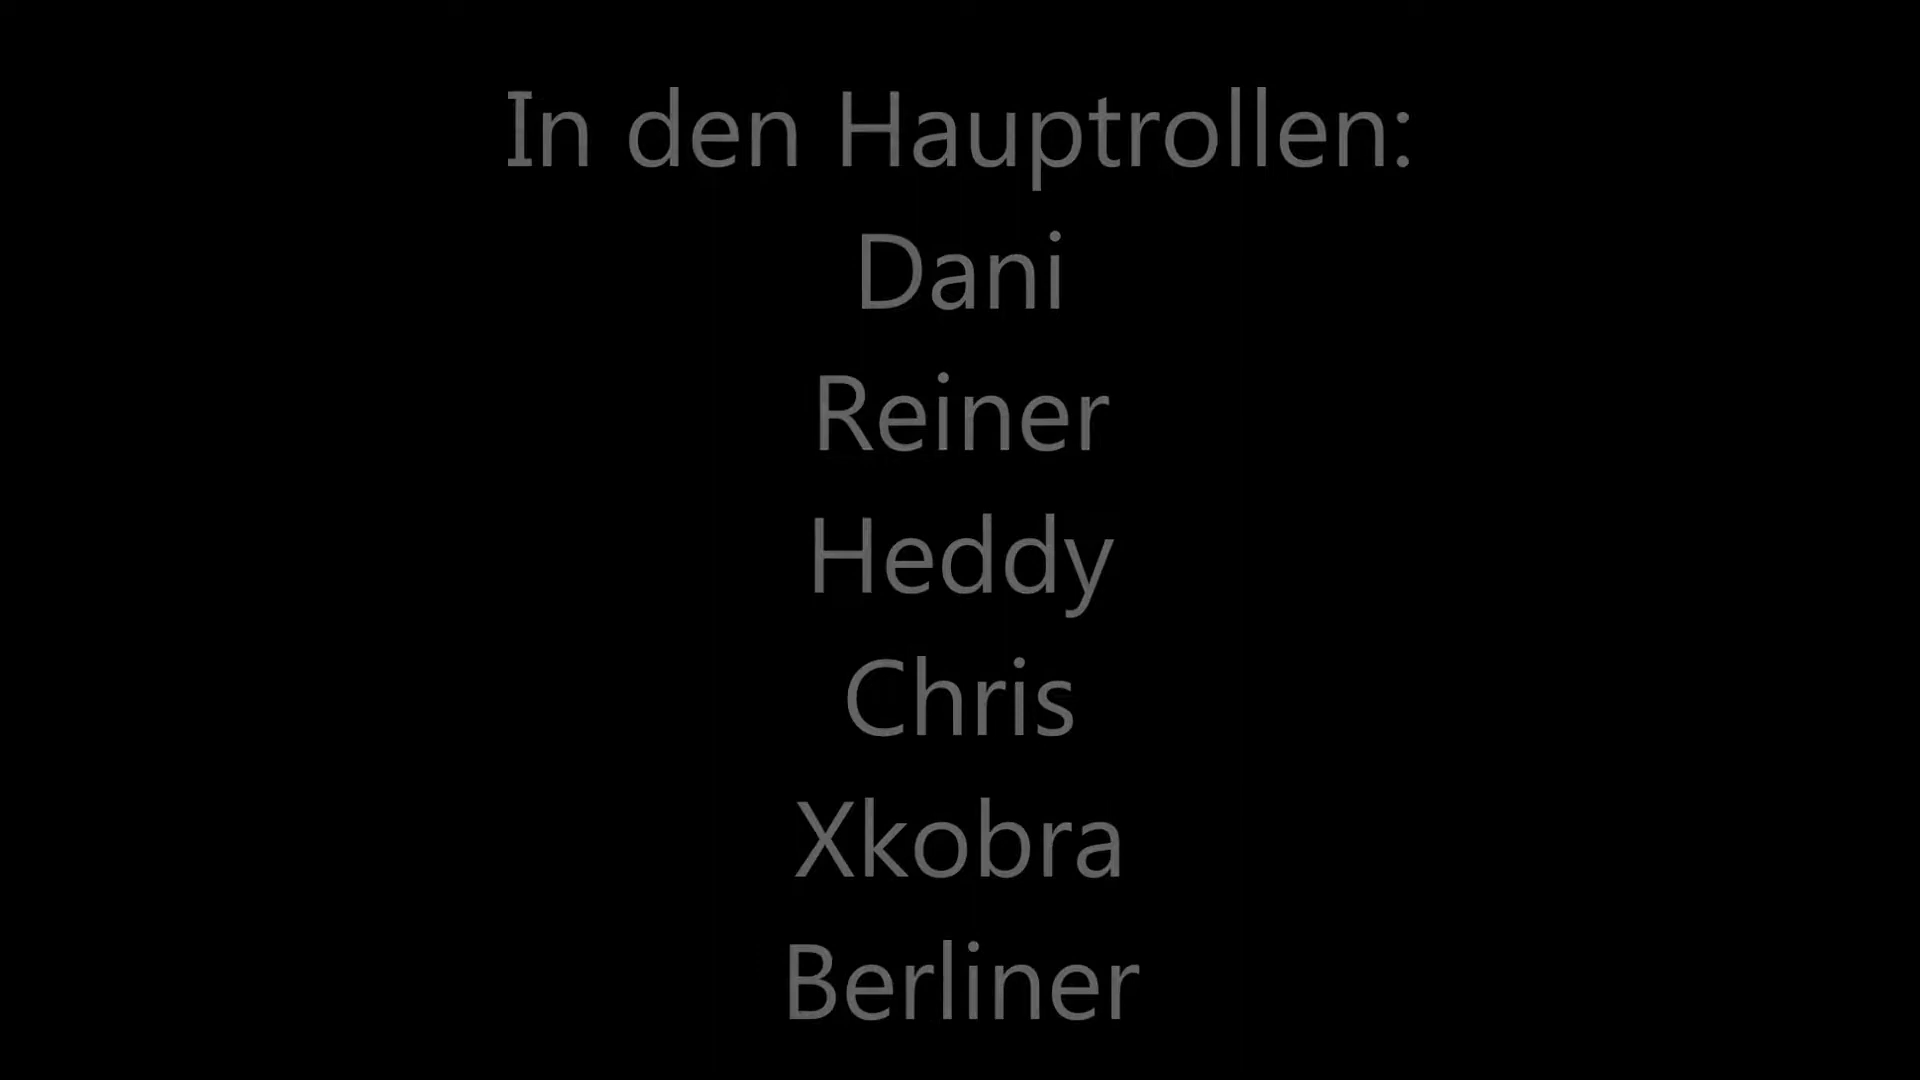 In den Hauptrollen:
Dani
Reiner
Heddy
Chris
Xkobra
Berliner